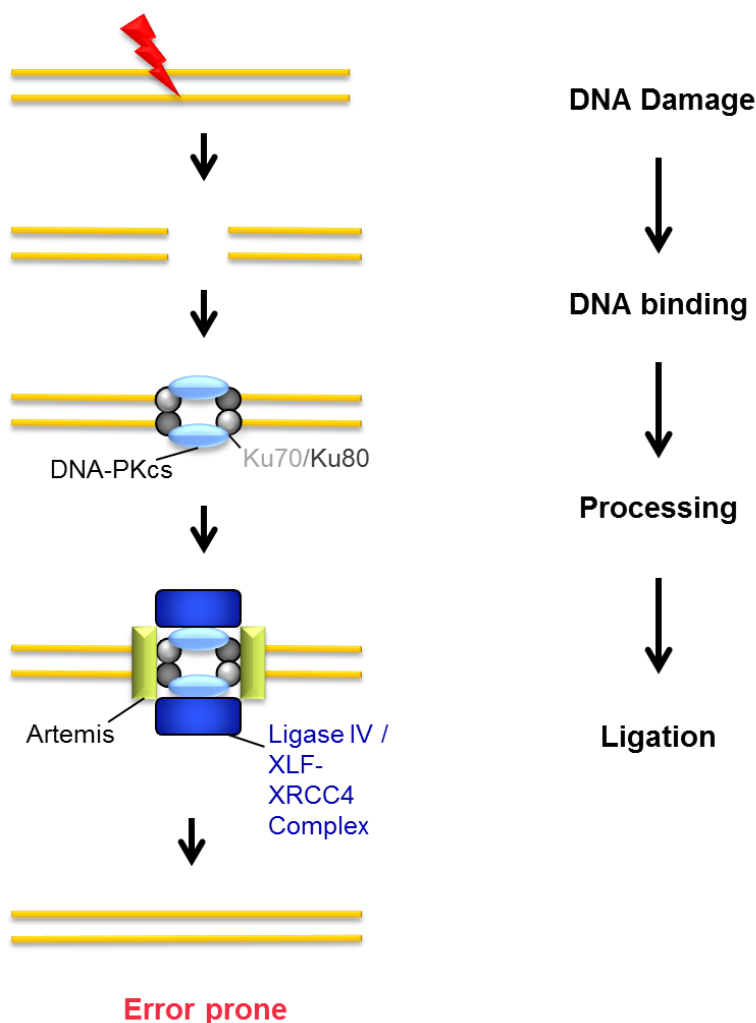 DNA Damage
DNA binding
DNA-PKcs
Ku70/Ku80
Processing
Artemis
Ligase IV /
XLF-
XRCC4
Complex
Ligation
Error prone